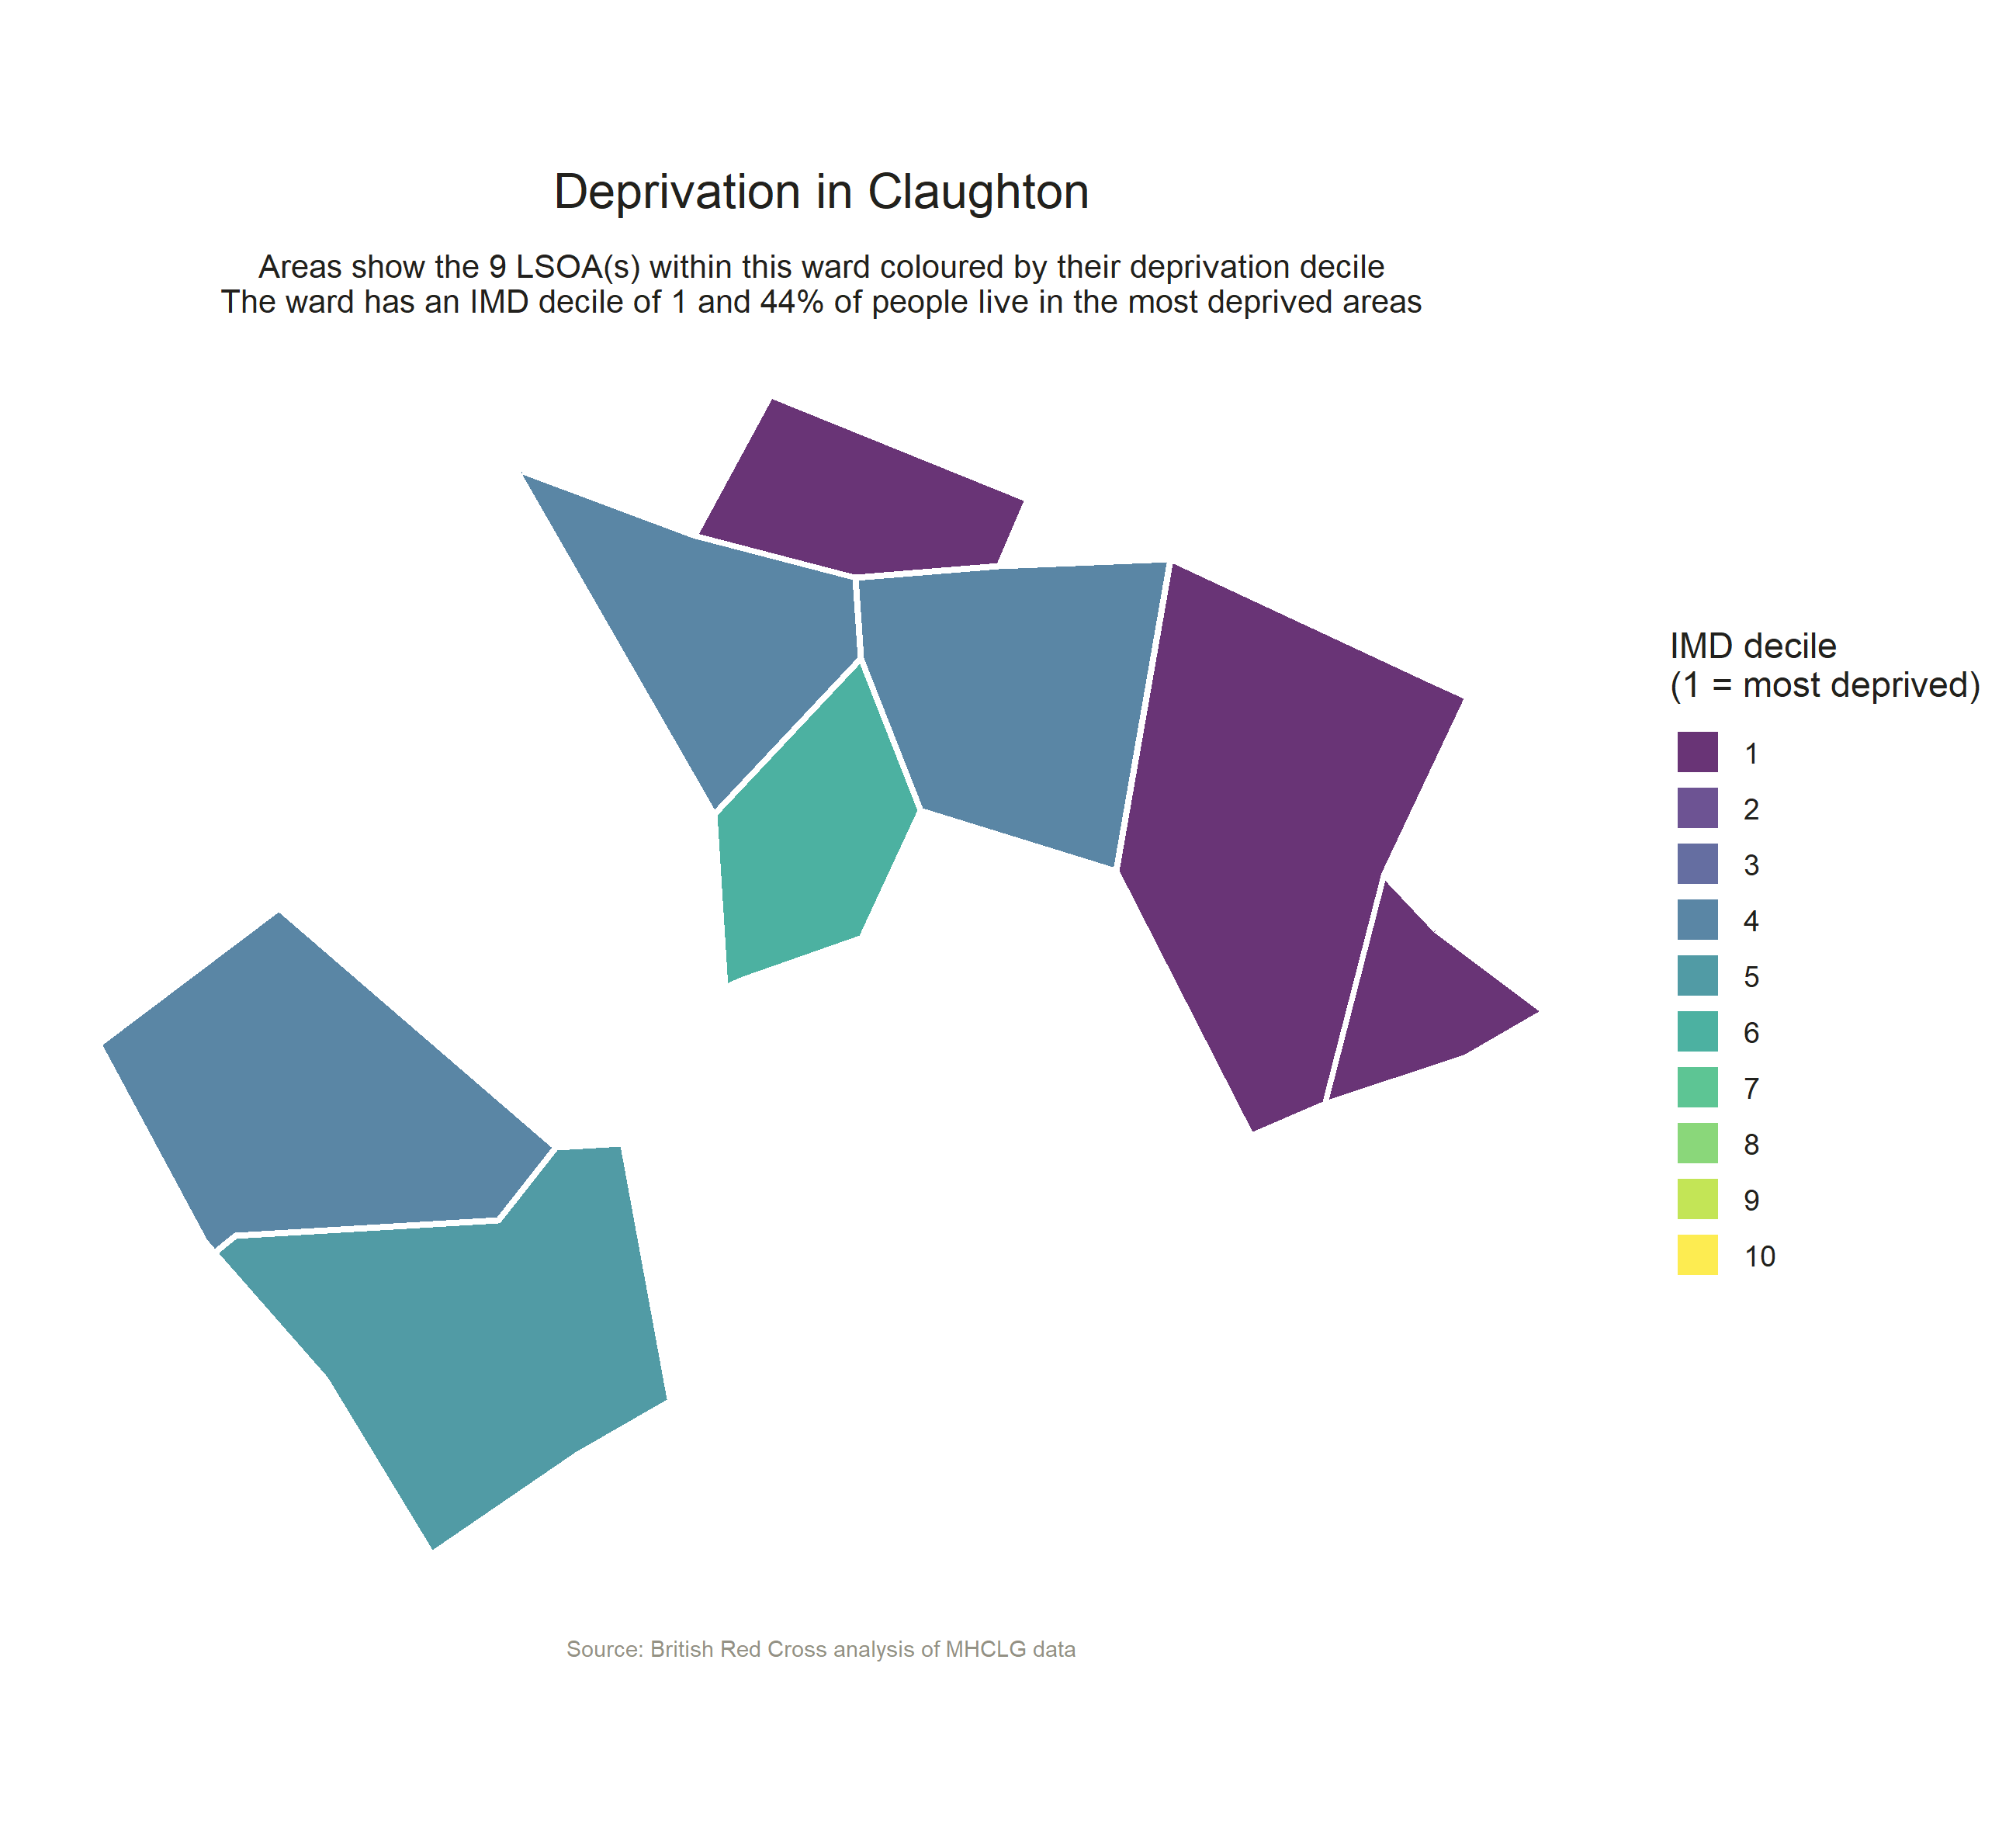 Deprivation in Claughton
Areas show the 9 LSOA(s) within this ward coloured by their deprivation decile
The ward has an IMD decile of 1 and 44% of people live in the most deprived areas
IMD decile
(1 = most deprived)
1
2
3
4
5
6
7
8
9
10
Source: British Red Cross analysis of MHCLG data